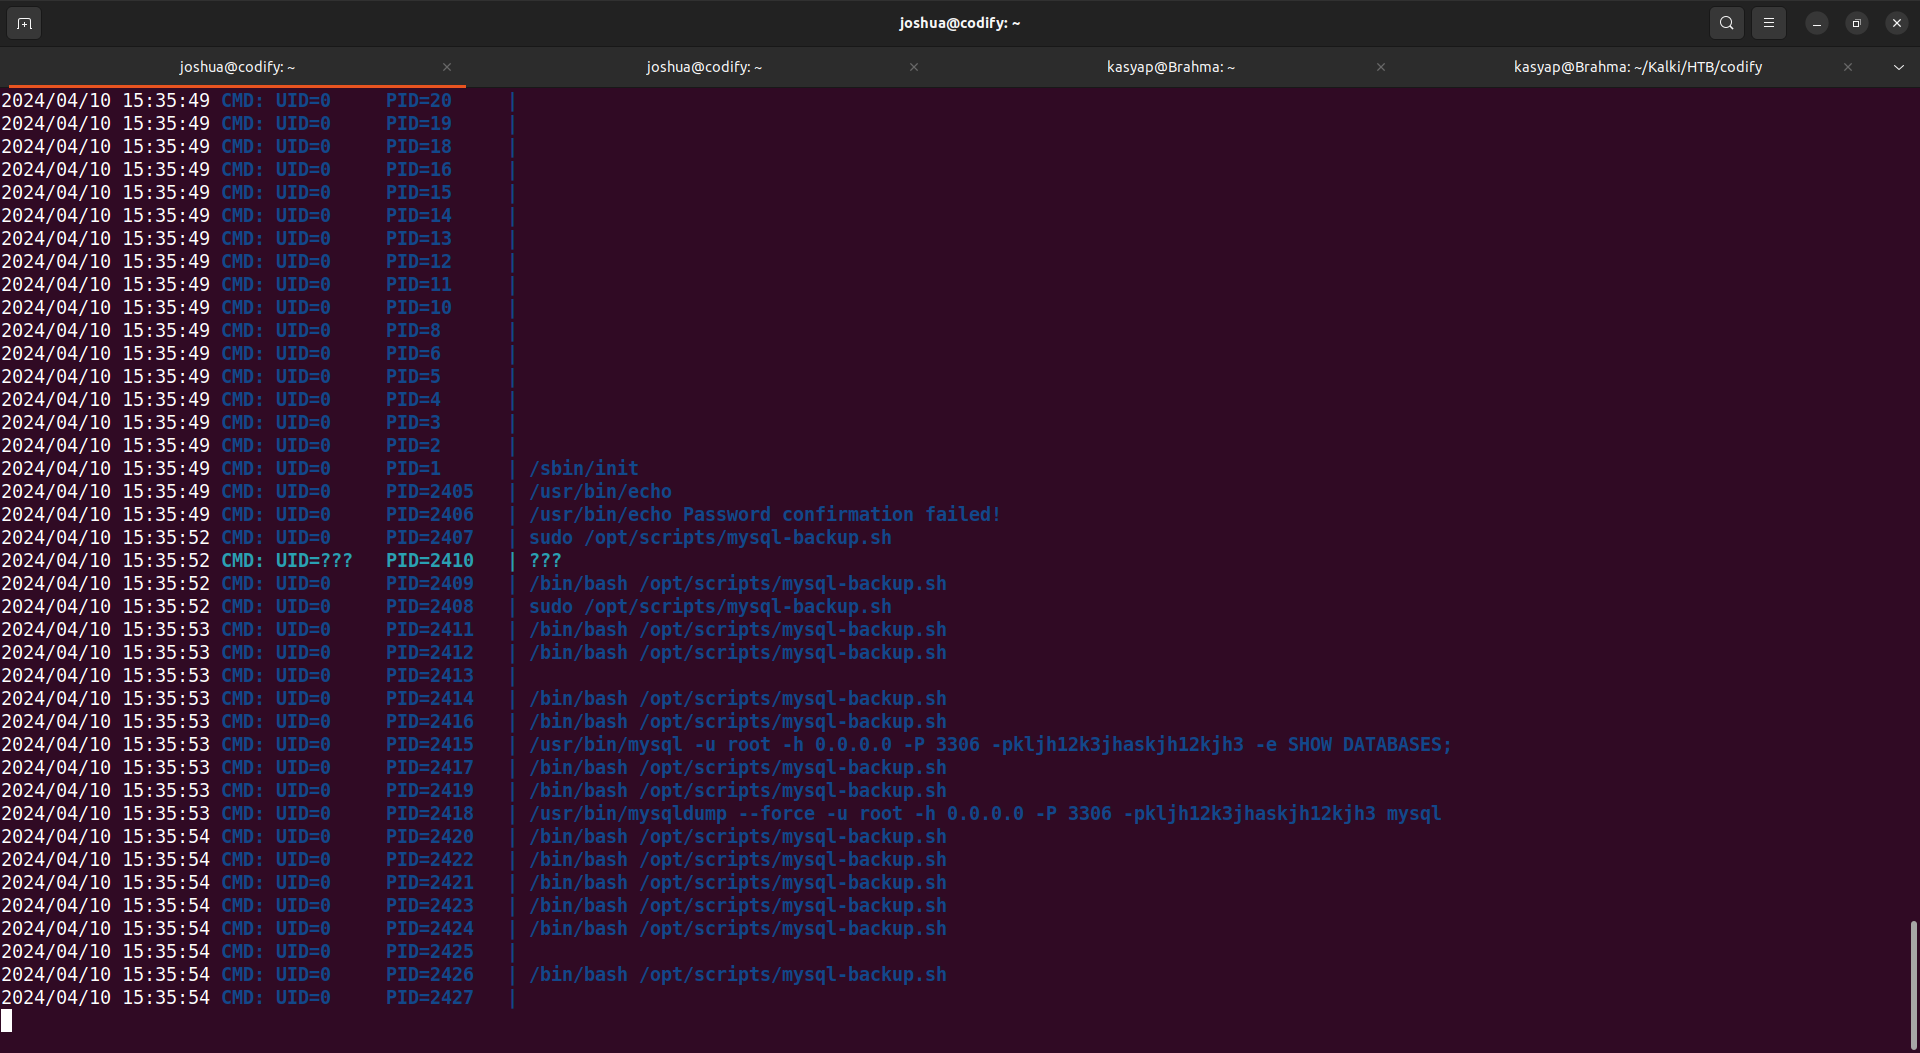 joshua@codify: ~
joshua@codify: ~
joshua@codify: ~
kasyap@Brahma: ~
kasyap@Brahma: ~/Kalki/HTB/codify
2024/04/10 15:35:49 CMD: UID=0     PID=20     |
2024/04/10 15:35:49 CMD: UID=0     PID=19     |
2024/04/10 15:35:49 CMD: UID=0     PID=18     |
2024/04/10 15:35:49 CMD: UID=0     PID=16     |
2024/04/10 15:35:49 CMD: UID=0     PID=15     |
2024/04/10 15:35:49 CMD: UID=0     PID=14     |
2024/04/10 15:35:49 CMD: UID=0     PID=13     |
2024/04/10 15:35:49 CMD: UID=0     PID=12     |
2024/04/10 15:35:49 CMD: UID=0     PID=11     |
2024/04/10 15:35:49 CMD: UID=0     PID=10     |
2024/04/10 15:35:49 CMD: UID=0     PID=8      |
2024/04/10 15:35:49 CMD: UID=0     PID=6      |
2024/04/10 15:35:49 CMD: UID=0     PID=5      |
2024/04/10 15:35:49 CMD: UID=0     PID=4      |
2024/04/10 15:35:49 CMD: UID=0     PID=3      |
2024/04/10 15:35:49 CMD: UID=0     PID=2      |
2024/04/10 15:35:49 CMD: UID=0     PID=1      | /sbin/init
2024/04/10 15:35:49 CMD: UID=0     PID=2405   | /usr/bin/echo
2024/04/10 15:35:49 CMD: UID=0     PID=2406   | /usr/bin/echo Password confirmation failed!
2024/04/10 15:35:52 CMD: UID=0     PID=2407   | sudo /opt/scripts/mysql-backup.sh
2024/04/10 15:35:52 CMD: UID=???   PID=2410   | ???
2024/04/10 15:35:52 CMD: UID=0     PID=2409   | /bin/bash /opt/scripts/mysql-backup.sh
2024/04/10 15:35:52 CMD: UID=0     PID=2408   | sudo /opt/scripts/mysql-backup.sh
2024/04/10 15:35:53 CMD: UID=0     PID=2411   | /bin/bash /opt/scripts/mysql-backup.sh
2024/04/10 15:35:53 CMD: UID=0     PID=2412   | /bin/bash /opt/scripts/mysql-backup.sh
2024/04/10 15:35:53 CMD: UID=0     PID=2413   |
2024/04/10 15:35:53 CMD: UID=0     PID=2414   | /bin/bash /opt/scripts/mysql-backup.sh
2024/04/10 15:35:53 CMD: UID=0     PID=2416   | /bin/bash /opt/scripts/mysql-backup.sh
2024/04/10 15:35:53 CMD: UID=0     PID=2415   | /usr/bin/mysql -u root -h 0.0.0.0 -P 3306 -pkljh12k3jhaskjh12kjh3 -e SHOW DATABASES;
2024/04/10 15:35:53 CMD: UID=0     PID=2417   | /bin/bash /opt/scripts/mysql-backup.sh
2024/04/10 15:35:53 CMD: UID=0     PID=2419   | /bin/bash /opt/scripts/mysql-backup.sh
2024/04/10 15:35:53 CMD: UID=0     PID=2418   | /usr/bin/mysqldump --force -u root -h 0.0.0.0 -P 3306 -pkljh12k3jhaskjh12kjh3 mysql
2024/04/10 15:35:54 CMD: UID=0     PID=2420   | /bin/bash /opt/scripts/mysql-backup.sh
2024/04/10 15:35:54 CMD: UID=0     PID=2422   | /bin/bash /opt/scripts/mysql-backup.sh
2024/04/10 15:35:54 CMD: UID=0     PID=2421   | /bin/bash /opt/scripts/mysql-backup.sh
2024/04/10 15:35:54 CMD: UID=0     PID=2423   | /bin/bash /opt/scripts/mysql-backup.sh
2024/04/10 15:35:54 CMD: UID=0     PID=2424   | /bin/bash /opt/scripts/mysql-backup.sh
2024/04/10 15:35:54 CMD: UID=0     PID=2425   |
2024/04/10 15:35:54 CMD: UID=0     PID=2426   | /bin/bash /opt/scripts/mysql-backup.sh
2024/04/10 15:35:54 CMD: UID=0     PID=2427   |